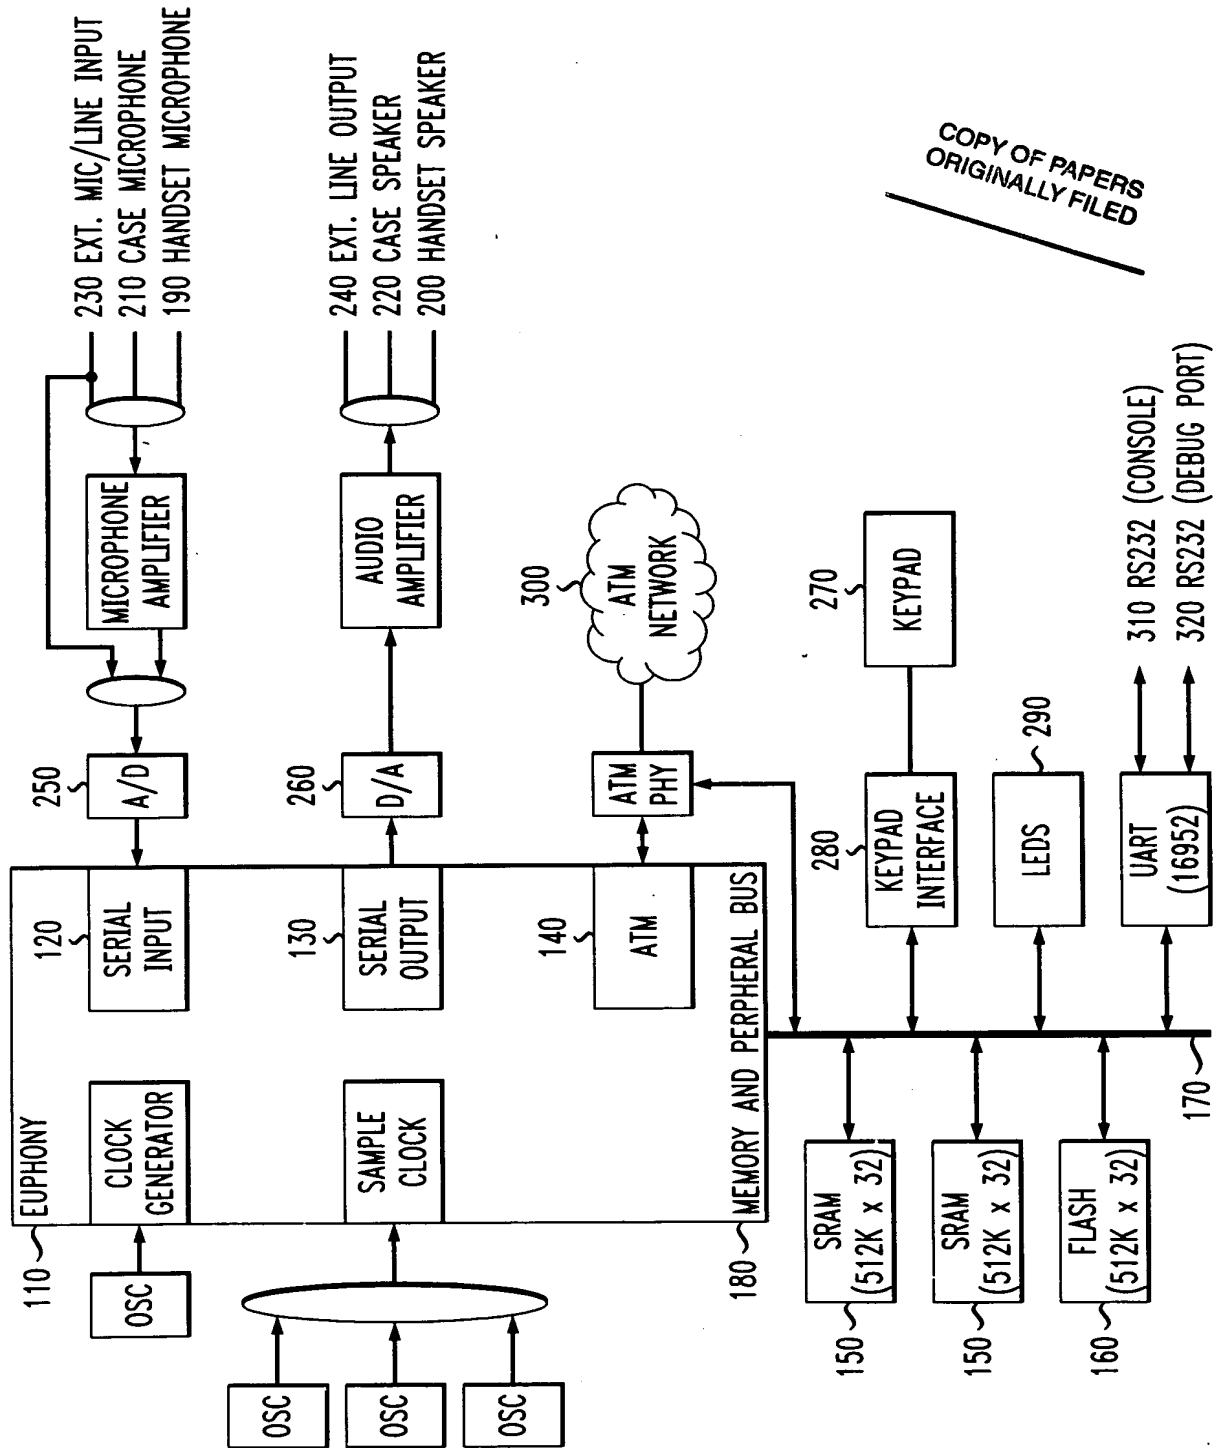 230 EXT. MIC/LINE INPUT
210 CASE MICROPHONE
190 HANDSET MICROPHONE
MICROPHONE
AMPLIFIER
250
A/D
240 EXT. LINE OUTPUT
220 CASE SPEAKER
200 HANDSET SPEAKER
AUDIO
AMPLIFIER
260
D/A
COPY OF PAPERS
ORIGINALLY FILED
300
ATM
NETWORK
ATM
PHY
EUPHONY
110
120
SERIAL
INPUT
130
SERIAL
OUTPUT
140
ATM
CLOCK
GENERATOR
SAMPLE
CLOCK
OSC
OSC
OSC
OSC
180
MEMORY AND PERPHERAL BUS
270
KEYPAD
280
KEYPAD
INTERFACE
290
LEDS
UART
(16952)
310 RS232 (CONSOLE)
320 RS232 (DEBUG PORT)
170
SRAM
(512K x 32)
150
SRAM
(512K x 32)
150
FLASH
(512K x 32)
160